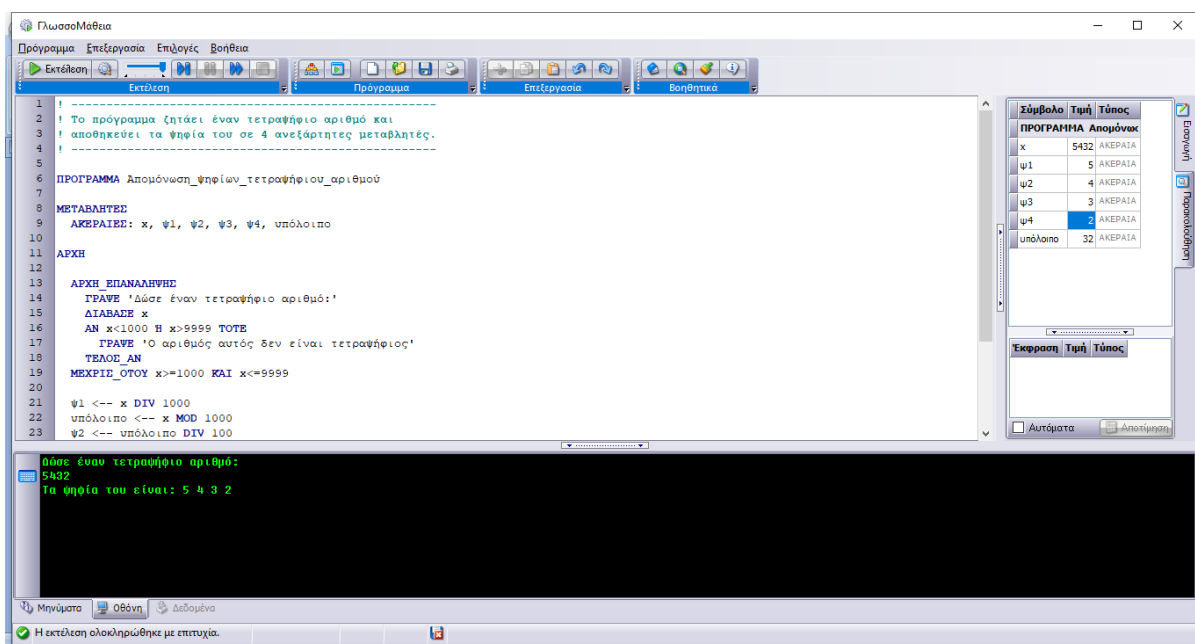 ΓλωσσοΜάθεια
Πρόγραμμα Επεξεργασία Επιλογές Βοήθεια
Εκτέλεση
Εκτέλεση Πρόγραμμα Επεξεργασία Βοηθητικά
1 ! ----------------------------------------------------
2 ! Το πρόγραμμα ζητάει έναν τετραψήφιο αριθμό και
3 ! αποθηκεύει τα ψηφία του σε 4 ανεξάρτητες μεταβλητές.
4 ! ----------------------------------------------------
5
6 ΠΡΟΓΡΑΜΜΑ Απομόνωση_ψηφίων_τετραψήφιου_αριθμού
7
8 ΜΕΤΑΒΛΗΤΕΣ
9 ΑΚΕΡΑΙΕΣ: x, ψ1, ψ2, ψ3, ψ4, υπόλοιπο
10
11 ΑΡΧΗ
12
13 ΑΡΧΗ_ΕΠΑΝΑΛΗΨΗΣ
14 ΓΡΑΨΕ 'Δώσε έναν τετραψήφιο αριθμό:'
15 ΔΙΑΒΑΣΕ x
16 ΑΝ x<1000 Ή x>9999 ΤΟΤΕ
17 ΓΡΑΨΕ 'Ο αριθμός αυτός δεν είναι τετραψήφιος'
18 ΤΕΛΟΣ_ΑΝ
19 ΜΕΧΡΙΣ_ΟΤΟΥ x>=1000 ΚΑΙ x<=9999
20
21 ψ1 <-- x DIV 1000
22 υπόλοιπο <-- x MOD 1000
23 ψ2 <-- υπόλοιπο DIV 100
Σύμβολο Τιμή Τύπος
ΠΡΟΓΡΑΜΜΑ Απομόνωσ
x 5432 ΑΚΕΡΑΙΑ
ψ1 5 ΑΚΕΡΑΙΑ
ψ2 4 ΑΚΕΡΑΙΑ
ψ3 3 ΑΚΕΡΑΙΑ
ψ4 2 ΑΚΕΡΑΙΑ
υπόλοιπο 32 ΑΚΕΡΑΙΑ
Έκφραση Τιμή Τύπος
Αυτόματα Αποτίμηση
Εισαγωγή
Παρακολούθηση
Δώσε έναν τετραψήφιο αριθμό:
5432
Τα ψηφία του είναι: 5 4 3 2
Μηνύματα Οθόνη Δεδομένα
Η εκτέλεση ολοκληρώθηκε με επιτυχία.